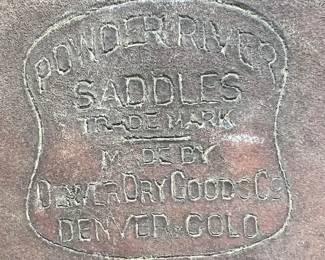 POWDER RIVER
SADDLES
TRADE MARK
MADE BY
DENVER DRY GOODS CO
DENVER COLO